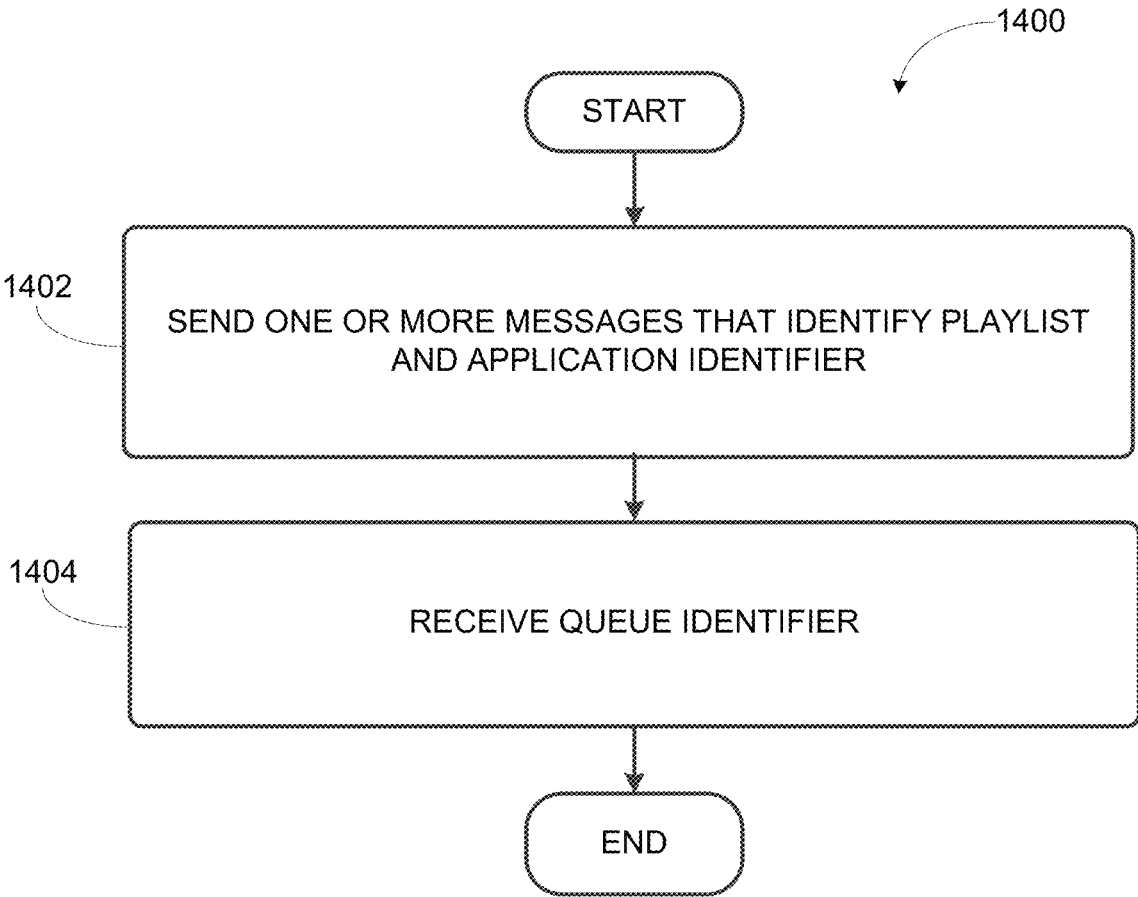 1400
START
1402
SEND ONE OR MORE MESSAGES THAT IDENTIFY PLAYLIST
AND APPLICATION IDENTIFIER
1404
RECEIVE QUEUE IDENTIFIER
END